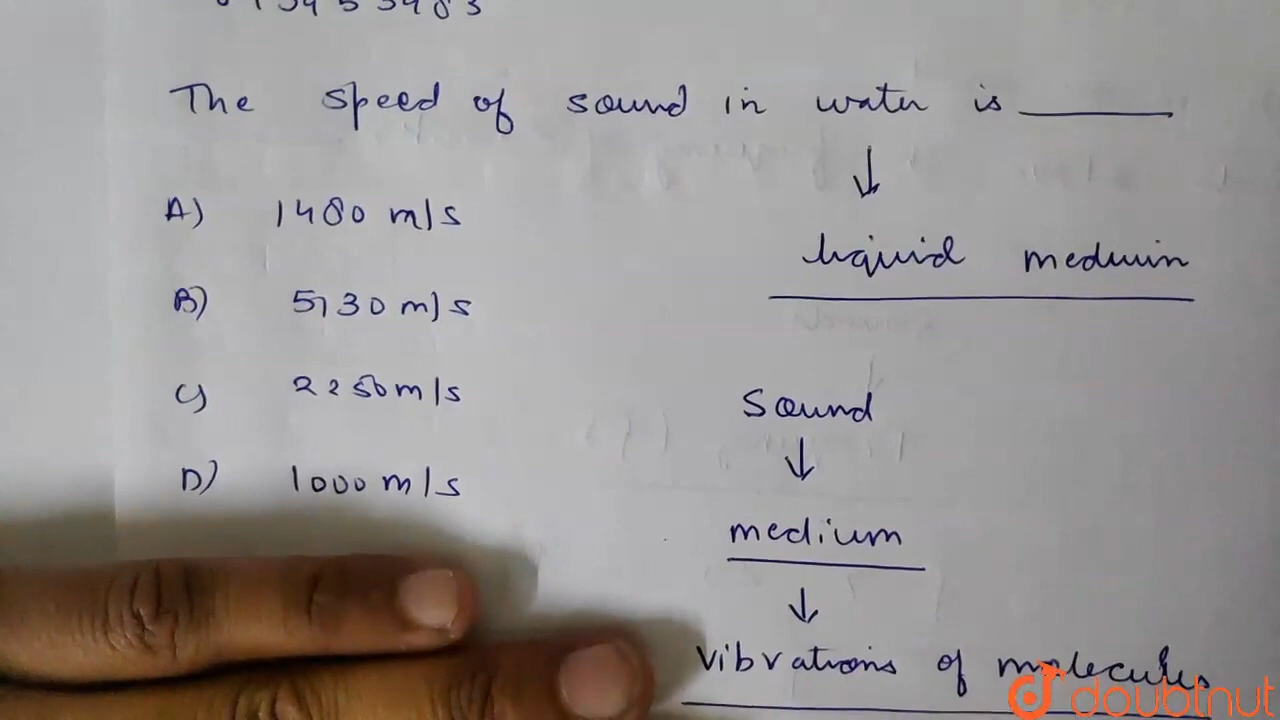 The speed of sound in water is
↓
A) 1480 m/s
liquid medium
B) 5130 m/s
C) 2250 m/s
Sound
↓
D) 1000 m/s
medium
↓
vibrations of molecules
doubtnut